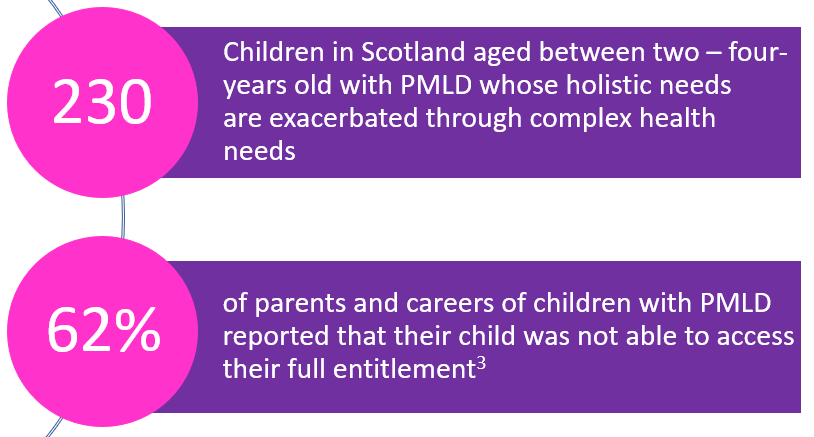 230
Children in Scotland aged between two – four-
years old with PMLD whose holistic needs
are exacerbated through complex health
needs
62%
of parents and careers of children with PMLD
reported that their child was not able to access
their full entitlement³